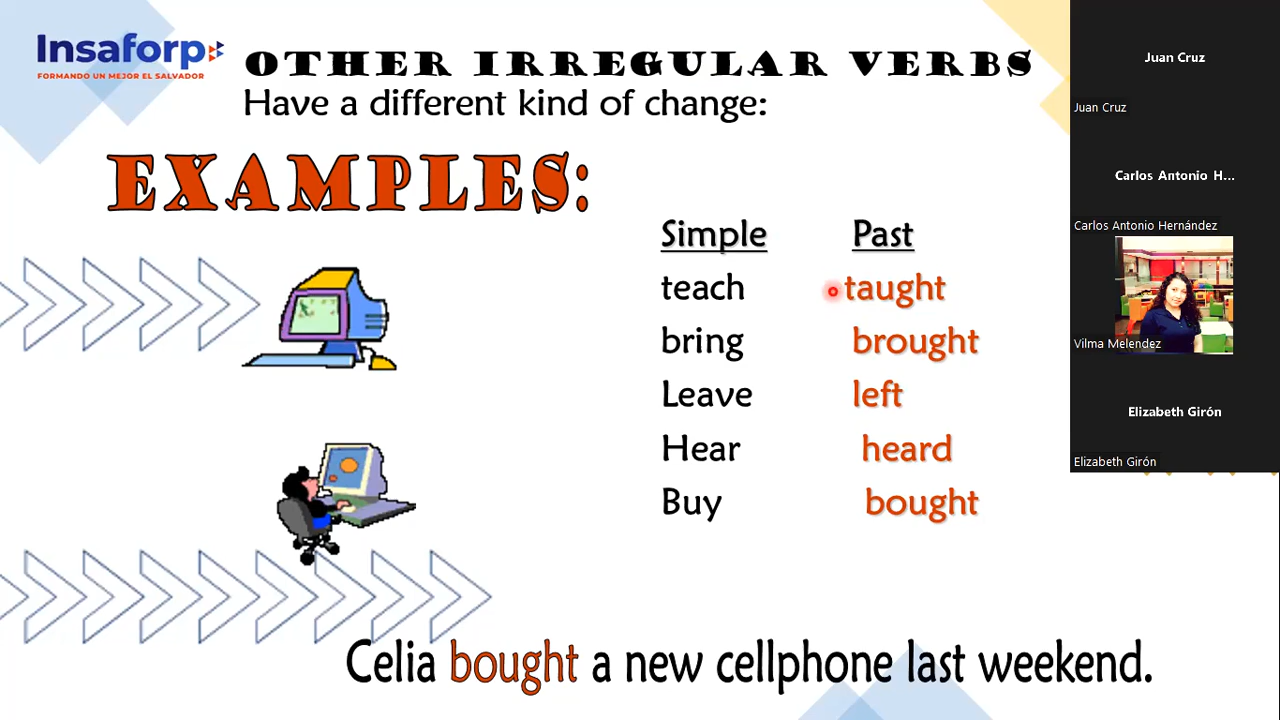 Insaforp
FORMANDO UN MEJOR EL SALVADOR
OTHER IRREGULAR VERBS
Have a different kind of change:
EXAMPLES:
Simple Past
teach taught
bring brought
Leave left
Hear heard
Buy bought
Celia bought a new cellphone last weekend.
Juan Cruz
Juan Cruz
Carlos Antonio H...
Carlos Antonio Hernández
Vilma Melendez
Elizabeth Girón
Elizabeth Girón